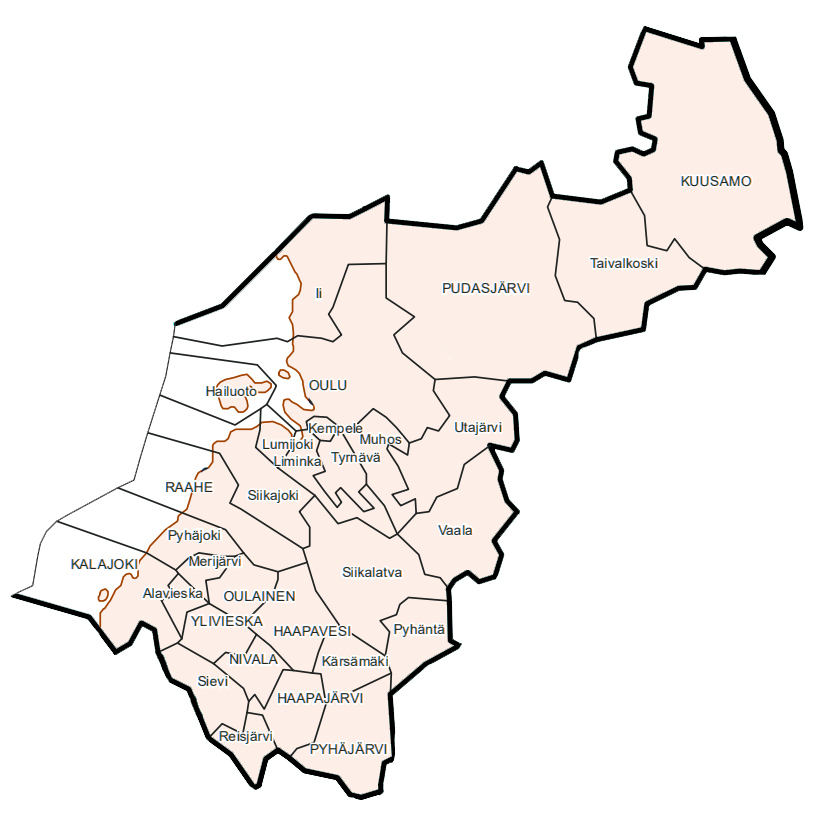 KUUSAMO
Taivalkoski
PUDASJÄRVI
Ii
OULU
Hailuoto
Utajärvi
Kempele
Muhos
Lumijoki
Liminka
Tyrnävä
RAAHE
Siikajoki
Vaala
Pyhäjoki
KALAJOKI
Merijärvi
Siikalatva
Alavieska
OULAINEN
YLIVIESKA
HAAPAVESI
Pyhäntä
NIVALA
Kärsämäki
Sievi
HAAPAJÄRVI
Reisjärvi
PYHÄJÄRVI